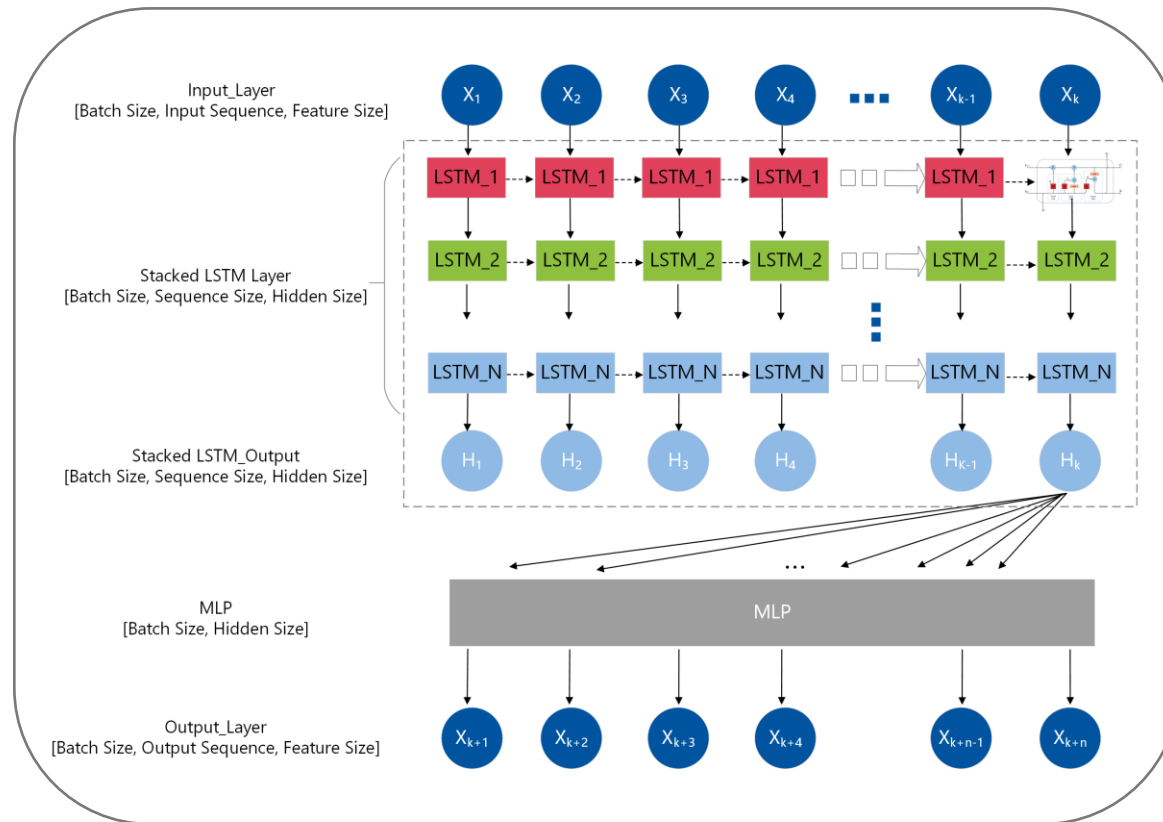 Input_Layer
[Batch Size, Input Sequence, Feature Size]
X₁ X₂ X₃ X₄ X₍k-1₎ Xₖ
LSTM_1 LSTM_1 LSTM_1 LSTM_1 LSTM_1
Stacked LSTM Layer
[Batch Size, Sequence Size, Hidden Size]
LSTM_2 LSTM_2 LSTM_2 LSTM_2 LSTM_2 LSTM_2
LSTM_N LSTM_N LSTM_N LSTM_N LSTM_N LSTM_N
Stacked LSTM_Output
[Batch Size, Sequence Size, Hidden Size]
H₁ H₂ H₃ H₄ H₍K-1₎ Hₖ
...
MLP
[Batch Size, Hidden Size]
MLP
Output_Layer
[Batch Size, Output Sequence, Feature Size]
Xₖ₊₁ Xₖ₊₂ Xₖ₊₃ Xₖ₊₄ Xₖ₊ₙ₋₁ Xₖ₊ₙ